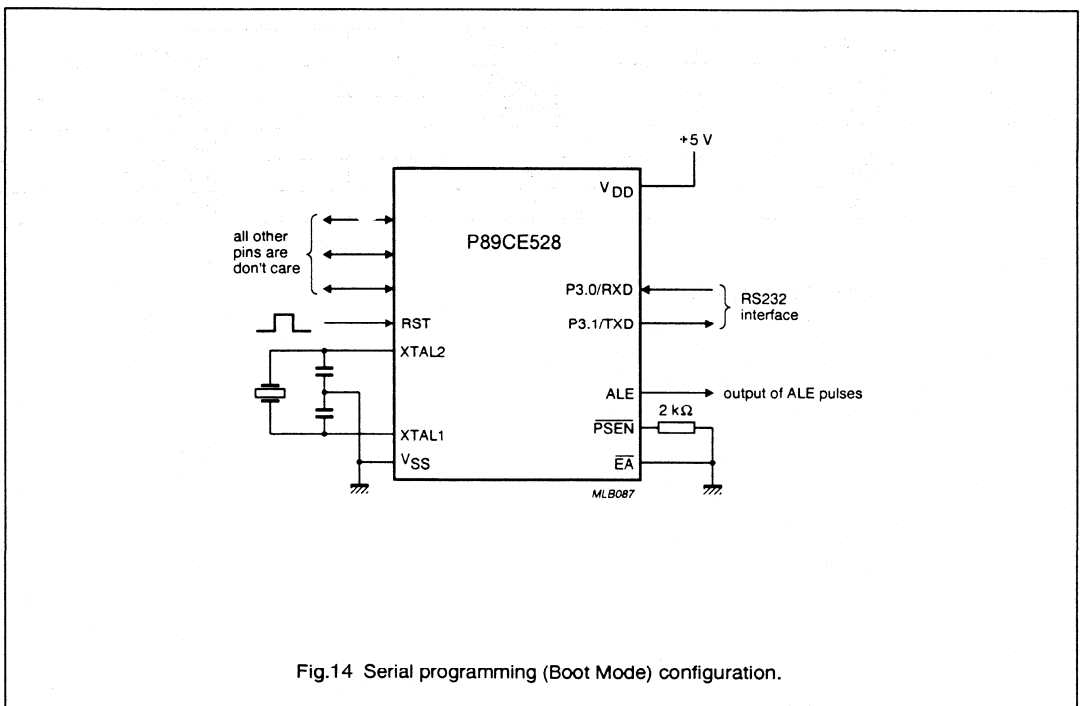 +5 V
V DD
P89CE528
all other
pins are
don't care
P3.0/RXD
RS232
interface
P3.1/TXD
RST
XTAL2
ALE
output of ALE pulses
2 kΩ
PSEN
XTAL1
VSS
EA
MLB087
Fig.14 Serial programming (Boot Mode) configuration.